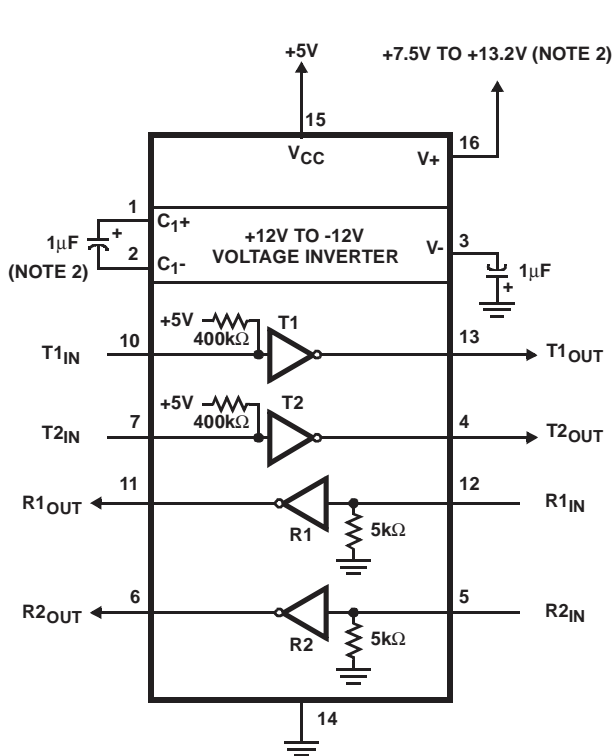 +5V
+7.5V TO +13.2V (NOTE 2)
15
16
VCC
V+
1
C1+
+
1μF
(NOTE 2)
2
C1-
+12V TO -12V
VOLTAGE INVERTER
V-
3
1μF
+
+5V
400kΩ
T1
10
13
T1IN
T1OUT
+5V
400kΩ
T2
7
4
T2IN
T2OUT
11
12
R1OUT
R1IN
R1
5kΩ
6
5
R2OUT
R2IN
R2
5kΩ
14